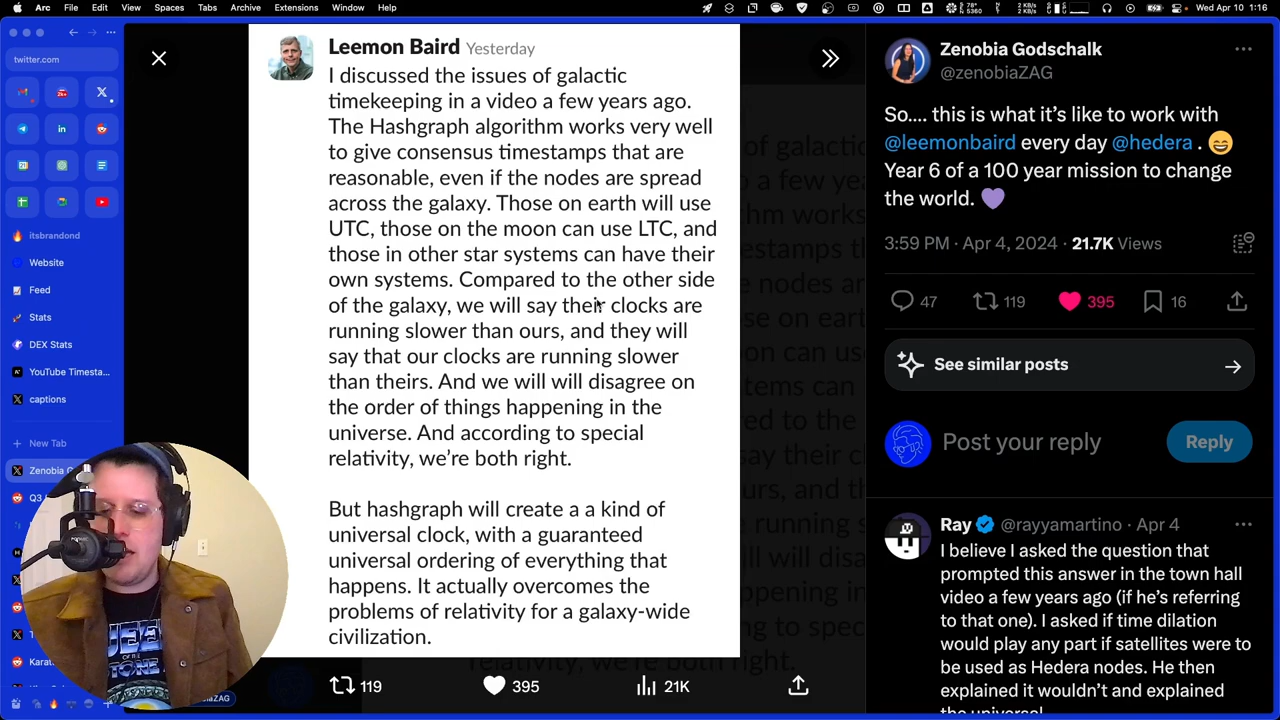 Arc File Edit View Spaces Tabs Archive Extensions Window Help
Wed Apr 10 1:16
twitter.com
itsbrandond
Website
Feed
Stats
DEX Stats
YouTube Timesta...
captions
New Tab
Zenobia G
Q3
Karat
Leemon Baird Yesterday
I discussed the issues of galactic
timekeeping in a video a few years ago.
The Hashgraph algorithm works very well
to give consensus timestamps that are
reasonable, even if the nodes are spread
across the galaxy. Those on earth will use
UTC, those on the moon can use LTC, and
those in other star systems can have their
own systems. Compared to the other side
of the galaxy, we will say their clocks are
running slower than ours, and they will
say that our clocks are running slower
than theirs. And we will will disagree on
the order of things happening in the
universe. And according to special
relativity, we're both right.
But hashgraph will create a a kind of
universal clock, with a guaranteed
universal ordering of everything that
happens. It actually overcomes the
problems of relativity for a galaxy-wide
civilization.
119 395 21K
Zenobia Godschalk
@zenobiaZAG
So.... this is what it's like to work with
@leemonbaird every day @hedera . 😄
Year 6 of a 100 year mission to change
the world. 💜
3:59 PM · Apr 4, 2024 · 21.7K Views
47 119 395 16
See similar posts
Post your reply
Reply
Ray @rayyamartino · Apr 4
I believe I asked the question that
prompted this answer in the town hall
video a few years ago (if he's referring
to that one). I asked if time dilation
would play any part if satellites were to
be used as Hedera nodes. He then
explained it wouldn't and explained
the universal